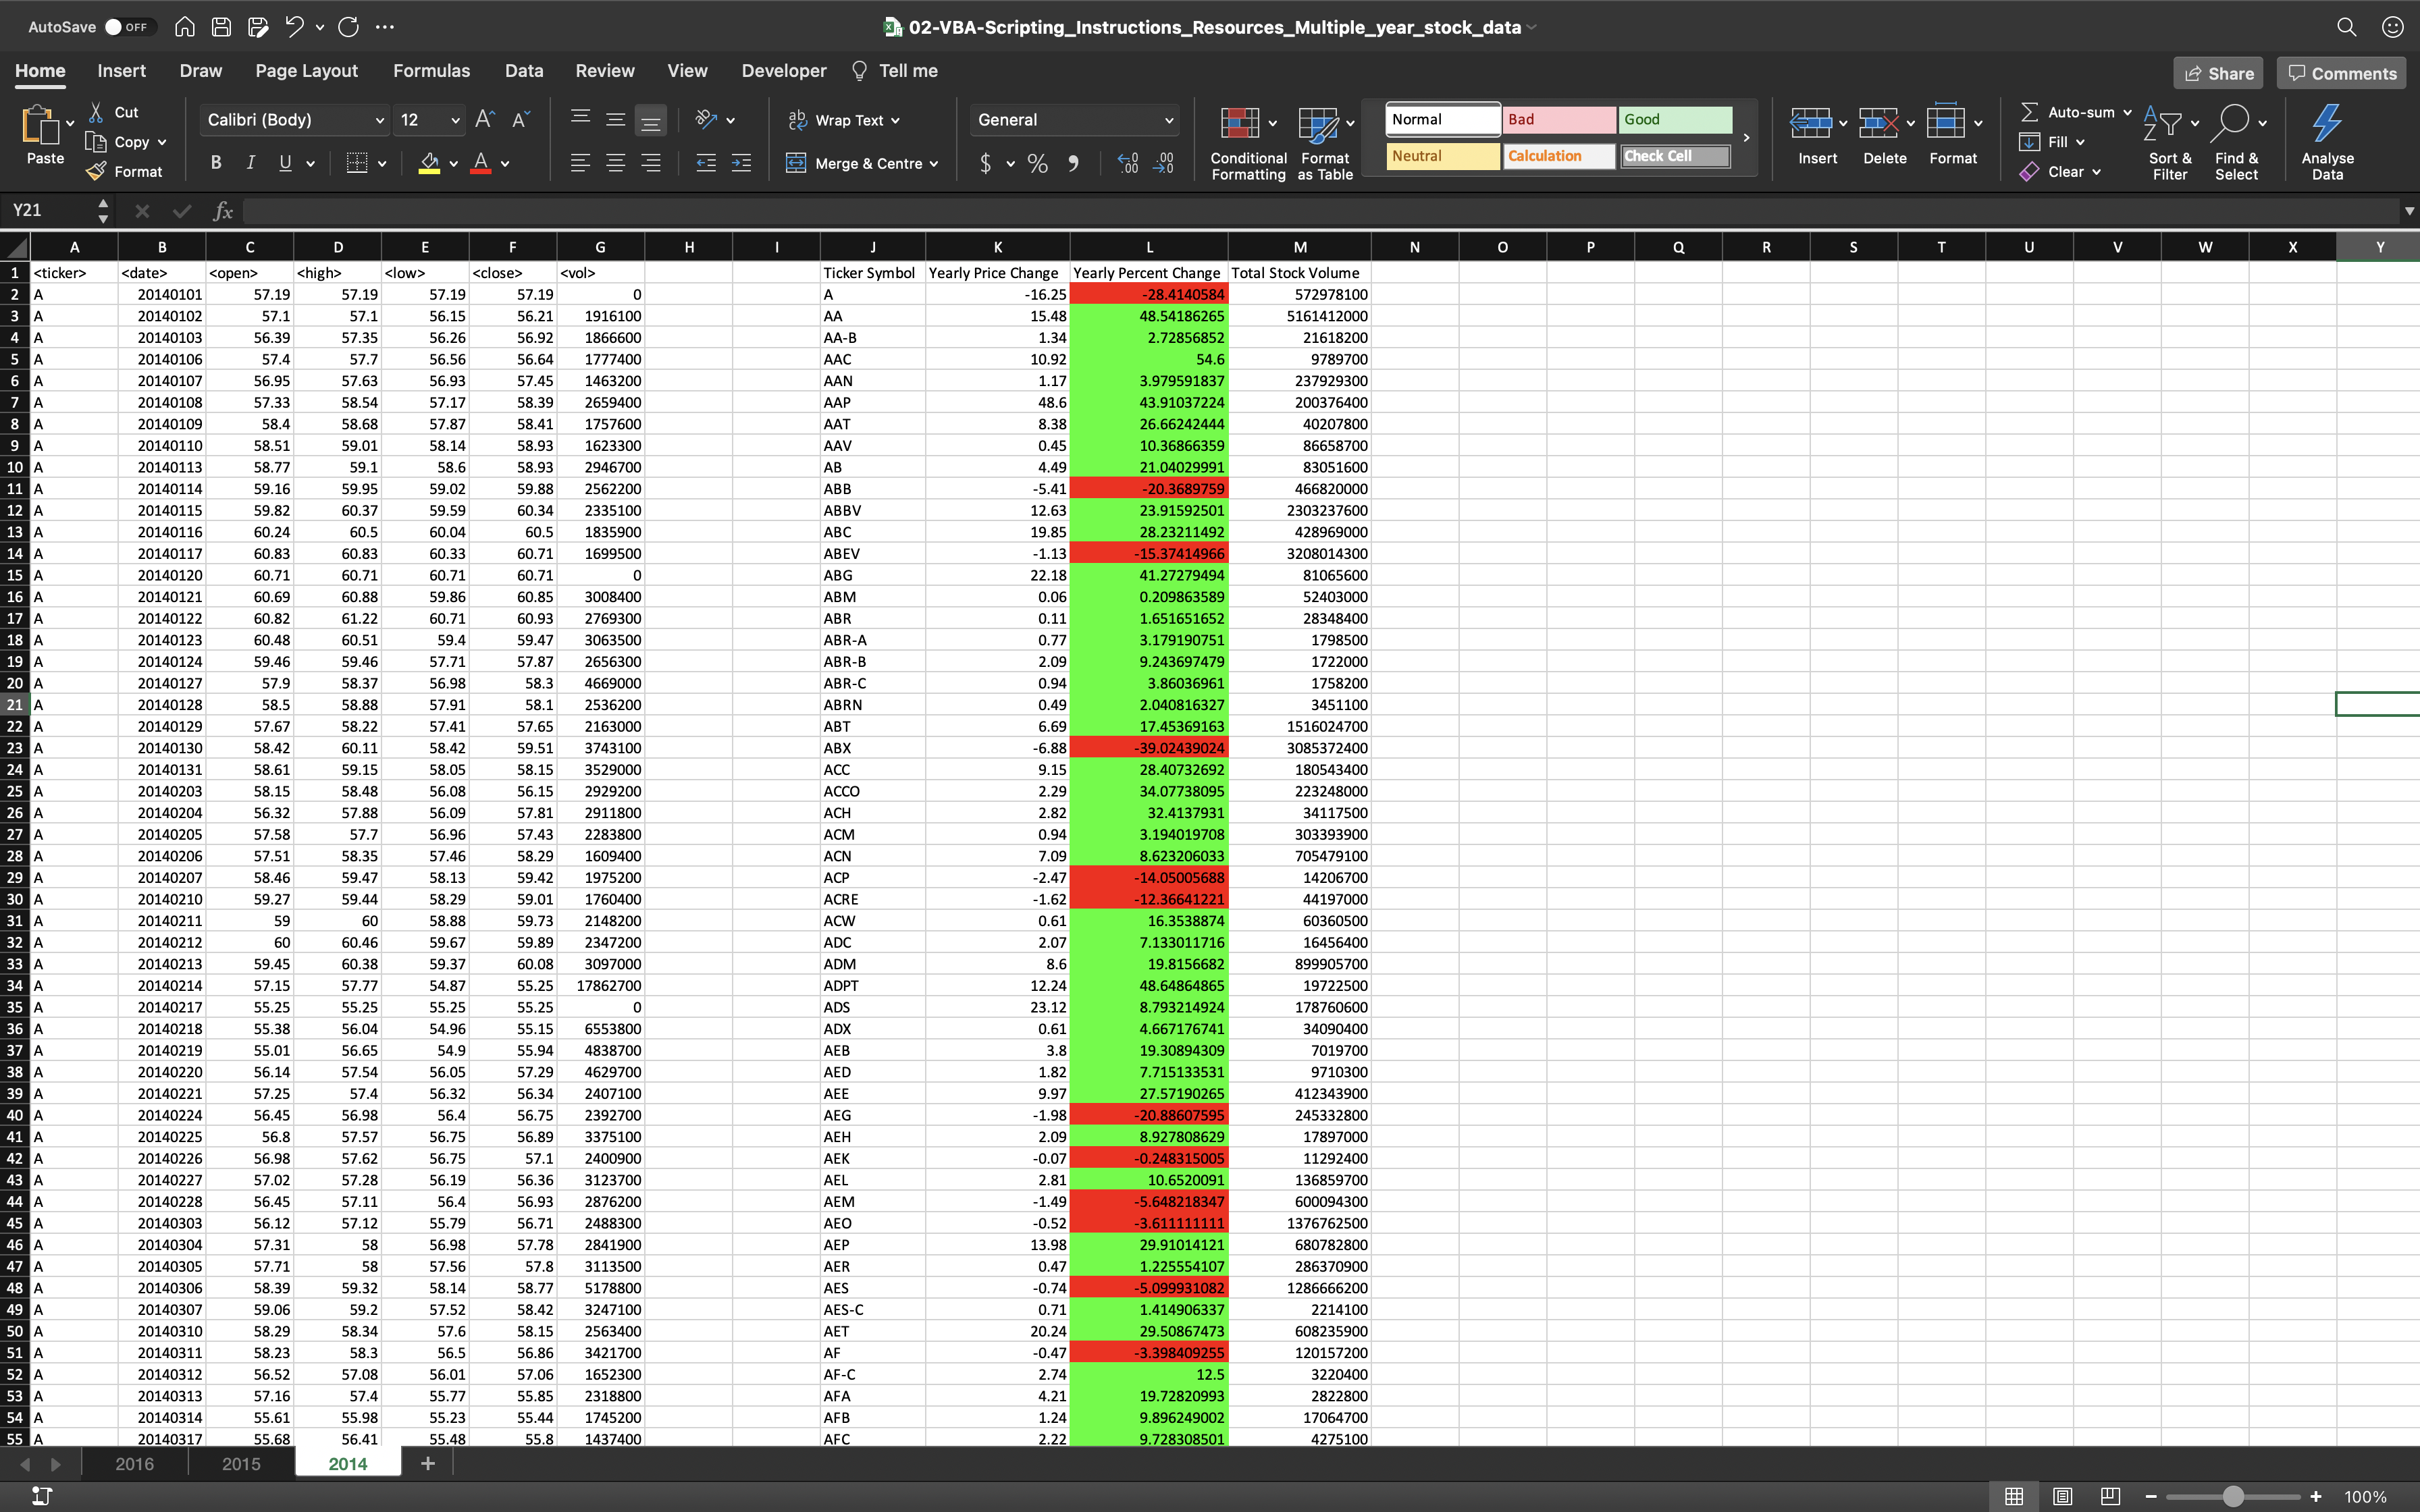 AutoSave OFF 02-VBA-Scripting_Instructions_Resources_Multiple_year_stock_data
Home Insert Draw Page Layout Formulas Data Review View Developer Tell me Share Comments
Paste Cut Copy Format
Calibri (Body) 12 B I U A
Wrap Text Merge & Centre
General $ % 9
Conditional Formatting Format as Table
Normal Bad Good
Neutral Calculation Check Cell
Insert Delete Format
Auto-sum Fill Clear
Sort & Filter Find & Select Analyse Data
Y21 fx
A B C D E F G H I J K L M N O P Q R S T U V W X Y
1 <ticker> <date> <open> <high> <low> <close> <vol> Ticker Symbol Yearly Price Change Yearly Percent Change Total Stock Volume
2 A 20140101 57.19 57.19 57.19 57.19 0 A -16.25 -28.4140584 572978100
3 A 20140102 57.1 57.1 56.15 56.21 1916100 AA 15.48 48.54186265 5161412000
4 A 20140103 56.39 57.35 56.26 56.92 1866600 AA-B 1.34 2.72856852 21618200
5 A 20140106 57.4 57.7 56.56 56.64 1777400 AAC 10.92 54.6 9789700
6 A 20140107 56.95 57.63 56.93 57.45 1463200 AAN 1.17 3.979591837 237929300
7 A 20140108 57.33 58.54 57.17 58.39 2659400 AAP 48.6 43.91037224 200376400
8 A 20140109 58.4 58.68 57.87 58.41 1757600 AAT 8.38 26.66242444 40207800
9 A 20140110 58.51 59.01 58.14 58.93 1623300 AAV 0.45 10.36866359 86658700
10 A 20140113 58.77 59.1 58.6 58.93 2946700 AB 4.49 21.04029991 83051600
11 A 20140114 59.16 59.95 59.02 59.88 2562200 ABB -5.41 -20.3689759 466820000
12 A 20140115 59.82 60.37 59.59 60.34 2335100 ABBV 12.63 23.91592501 2303237600
13 A 20140116 60.24 60.5 60.04 60.5 1835900 ABC 19.85 28.23211492 428969000
14 A 20140117 60.83 60.83 60.33 60.71 1699500 ABEV -1.13 -15.37414966 3208014300
15 A 20140120 60.71 60.71 60.71 60.71 0 ABG 22.18 41.27279494 81065600
16 A 20140121 60.69 60.88 59.86 60.85 3008400 ABM 0.06 0.209863589 52403000
17 A 20140122 60.82 61.22 60.71 60.93 2769300 ABR 0.11 1.651651652 28348400
18 A 20140123 60.48 60.51 59.4 59.47 3063500 ABR-A 0.77 3.179190751 1798500
19 A 20140124 59.46 59.46 57.71 57.87 2656300 ABR-B 2.09 9.243697479 1722000
20 A 20140127 57.9 58.37 56.98 58.3 4669000 ABR-C 0.94 3.86036961 1758200
21 A 20140128 58.5 58.88 57.91 58.1 2536200 ABRN 0.49 2.040816327 3451100
22 A 20140129 57.67 58.22 57.41 57.65 2163000 ABT 6.69 17.45369163 1516024700
23 A 20140130 58.42 60.11 58.42 59.51 3743100 ABX -6.88 -39.02439024 3085372400
24 A 20140131 58.61 59.15 58.05 58.15 3529000 ACC 9.15 28.40732692 180543400
25 A 20140203 58.15 58.48 56.08 56.15 2929200 ACCO 2.29 34.07738095 223248000
26 A 20140204 56.32 57.88 56.09 57.81 2911800 ACH 2.82 32.4137931 34117500
27 A 20140205 57.58 57.7 56.96 57.43 2283800 ACM 0.94 3.194019708 303393900
28 A 20140206 57.51 58.35 57.46 58.29 1609400 ACN 7.09 8.623206033 705479100
29 A 20140207 58.46 59.47 58.13 59.42 1975200 ACP -2.47 -14.05005688 14206700
30 A 20140210 59.27 59.44 58.29 59.01 1760400 ACRE -1.62 -12.36641221 44197000
31 A 20140211 59 60 58.88 59.73 2148200 ACW 0.61 16.3538874 60360500
32 A 20140212 60 60.46 59.67 59.89 2347200 ADC 2.07 7.133011716 16456400
33 A 20140213 59.45 60.38 59.37 60.08 3097000 ADM 8.6 19.8156682 899905700
34 A 20140214 57.15 57.77 54.87 55.25 17862700 ADPT 12.24 48.64864865 19722500
35 A 20140217 55.25 55.25 55.25 55.25 0 ADS 23.12 8.793214924 178760600
36 A 20140218 55.38 56.04 54.96 55.15 6553800 ADX 0.61 4.667176741 34090400
37 A 20140219 55.01 56.65 54.9 55.94 4838700 AEB 3.8 19.30894309 7019700
38 A 20140220 56.14 57.54 56.05 57.29 4629700 AED 1.82 7.715133531 9710300
39 A 20140221 57.25 57.4 56.32 56.34 2407100 AEE 9.97 27.57190265 412343900
40 A 20140224 56.45 56.98 56.4 56.75 2392700 AEG -1.98 -20.88607595 245332800
41 A 20140225 56.8 57.57 56.75 56.89 3375100 AEH 2.09 8.927808629 17897000
42 A 20140226 56.98 57.62 56.75 57.1 2400900 AEK -0.07 -0.248315005 11292400
43 A 20140227 57.02 57.28 56.19 56.36 3123700 AEL 2.81 10.6520091 136859700
44 A 20140228 56.45 57.11 56.4 56.93 2876200 AEM -1.49 -5.648218347 600094300
45 A 20140303 56.12 57.12 55.79 56.71 2488300 AEO -0.52 -3.611111111 1376762500
46 A 20140304 57.31 58 56.98 57.78 2841900 AEP 13.98 29.91014121 680782800
47 A 20140305 57.71 58 57.56 57.8 3113500 AER 0.47 1.225554107 286370900
48 A 20140306 58.39 59.32 58.14 58.77 5178800 AES -0.74 -5.099931082 1286666200
49 A 20140307 59.06 59.2 57.52 58.42 3247100 AES-C 0.71 1.414906337 2214100
50 A 20140310 58.29 58.34 57.6 58.15 2563400 AET 20.24 29.50867473 608235900
51 A 20140311 58.23 58.3 56.5 56.86 3421700 AF -0.47 -3.398409255 120157200
52 A 20140312 56.52 57.08 56.01 57.06 1652300 AF-C 2.74 12.5 3220400
53 A 20140313 57.16 57.4 55.77 55.85 2318800 AFA 4.21 19.72820993 2822800
54 A 20140314 55.61 55.98 55.23 55.44 1745200 AFB 1.24 9.896249002 17064700
55 A 20140317 55.68 56.41 55.48 55.8 1437400 AFC 2.22 9.728308501 4275100
2016 2015 2014 +
100%